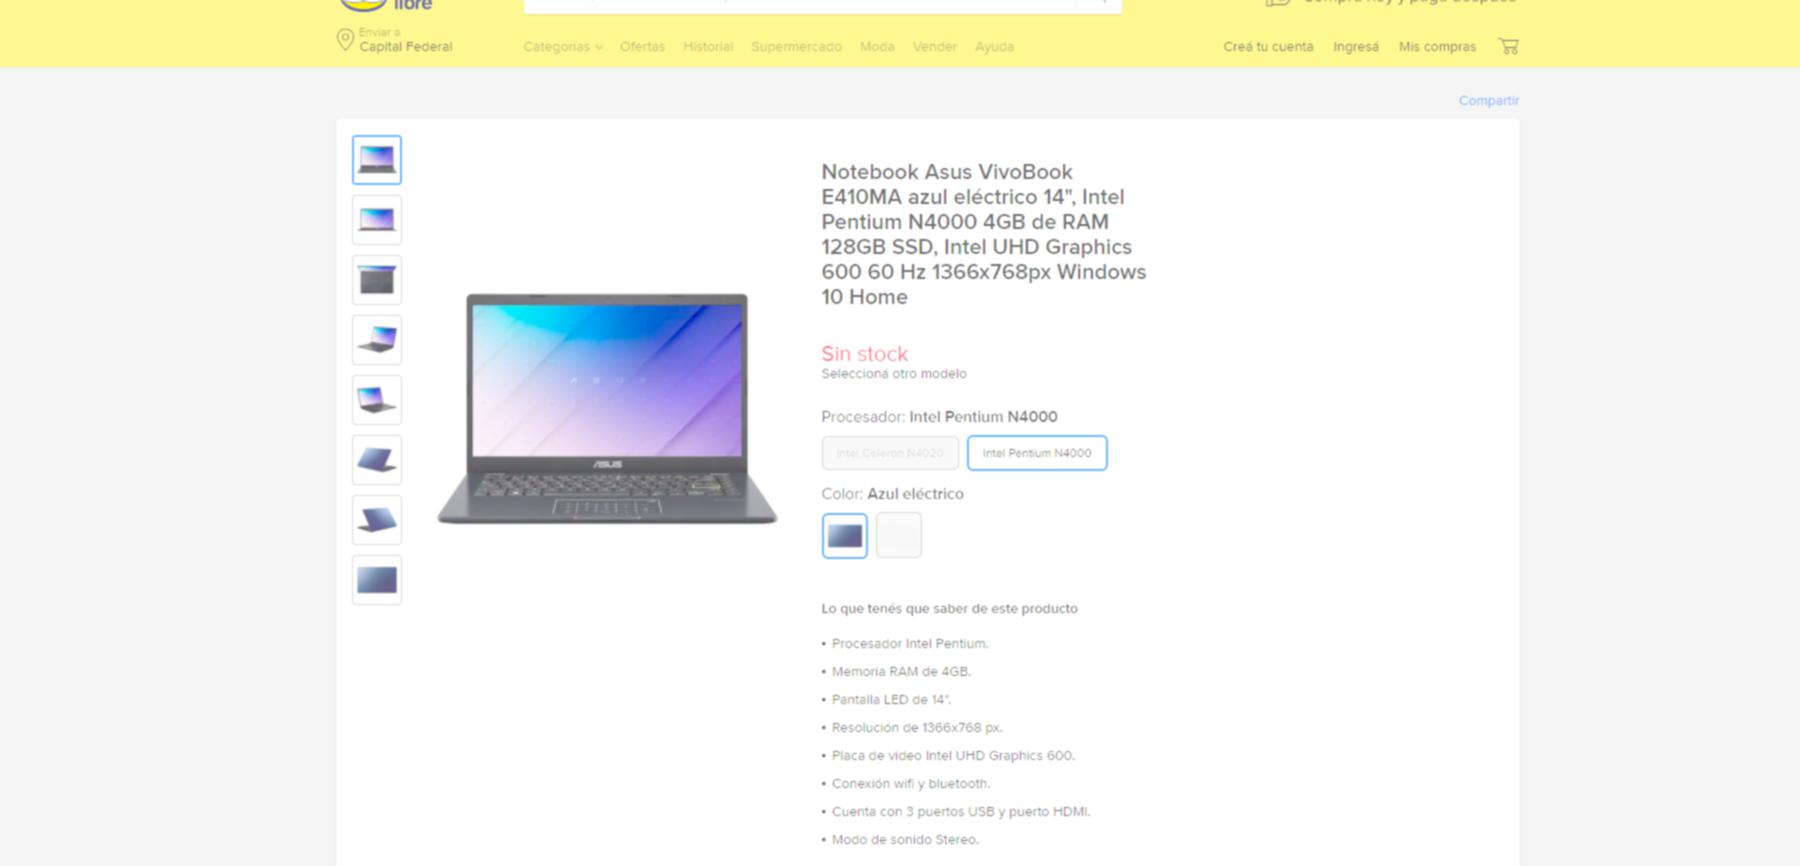 libre
Enviar a
Capital Federal
Categorías Ofertas Historial Supermercado Moda Vender Ayuda
Creá tu cuenta Ingresá Mis compras
Compartir
Notebook Asus VivoBook
E410MA azul eléctrico 14", Intel
Pentium N4000 4GB de RAM
128GB SSD, Intel UHD Graphics
600 60 Hz 1366x768px Windows
10 Home
Sin stock
Seleccioná otro modelo
Procesador: Intel Pentium N4000
Intel Celeron N4020 Intel Pentium N4000
Color: Azul eléctrico
ASUS
Lo que tenés que saber de este producto
• Procesador Intel Pentium.
• Memoria RAM de 4GB.
• Pantalla LED de 14".
• Resolución de 1366x768 px.
• Placa de video Intel UHD Graphics 600.
• Conexión wifi y bluetooth.
• Cuenta con 3 puertos USB y puerto HDMI.
• Modo de sonido Stereo.